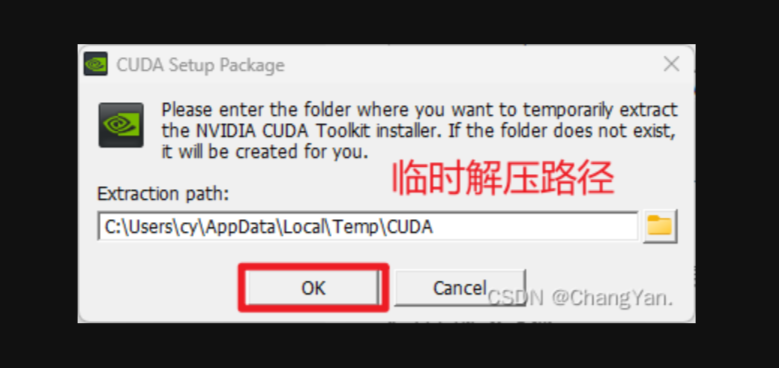 CUDA Setup Package
Please enter the folder where you want to temporarily extract
the NVIDIA CUDA Toolkit installer. If the folder does not exist,
it will be created for you.
临时解压路径
Extraction path:
C:\Users\cy\AppData\Local\Temp\CUDA
OK
Cancel
CSDN @ChangYan.